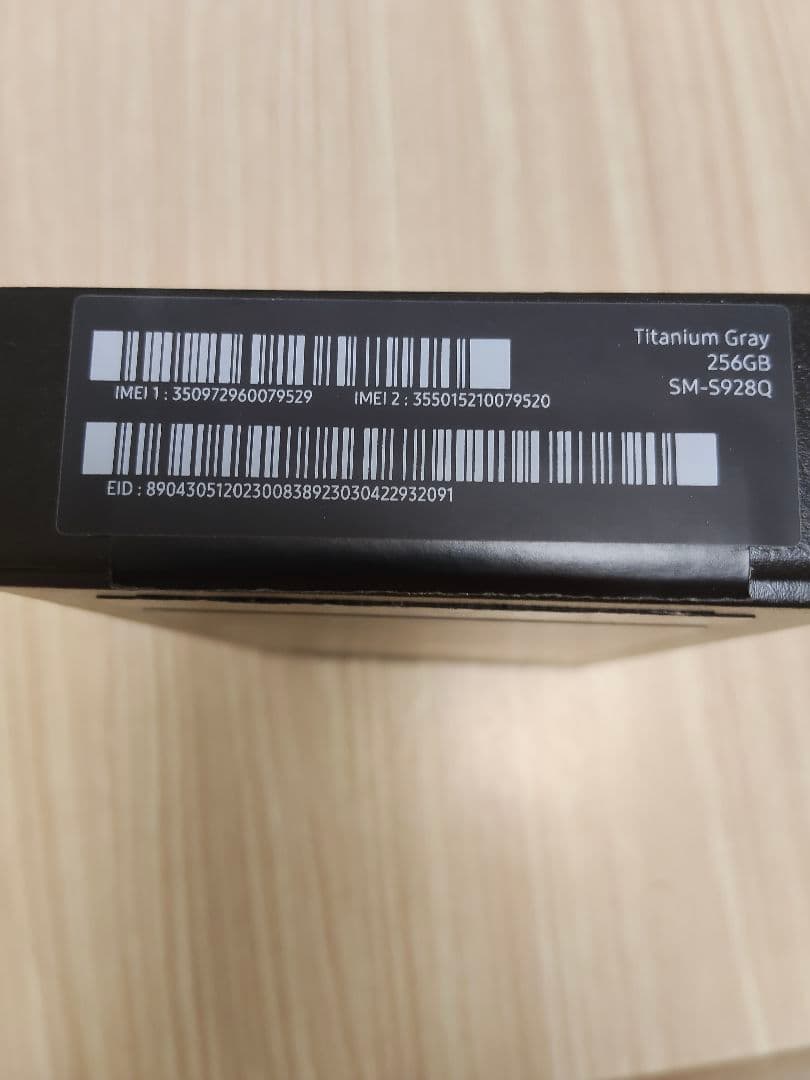 Titanium Gray
256GB
SM-S928Q
IMEI 1 : 350972960079529 IMEI 2 : 355015210079520
EID : 89043051202300838923030422932091